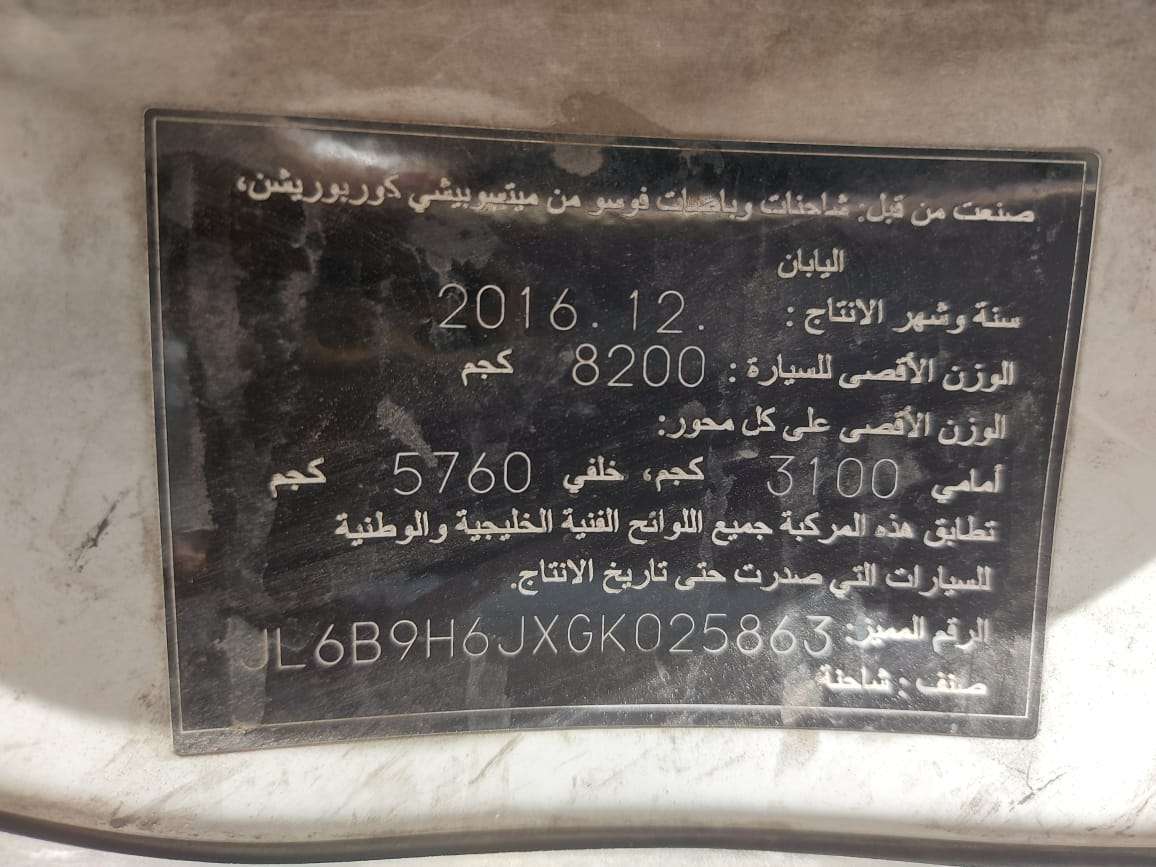 صنعت من قبل: شاحنات وباصات فوسو من ميتسوبيشي كوربوريشن،
اليابان
سنة وشهر الانتاج : 2016. 12.
الوزن الأقصى للسيارة : 8200 كجم
الوزن الأقصى على كل محور:
أمامي 3100 كجم، خلفي 5760 كجم
تطابق هذه المركبة جميع اللوائح الفنية الخليجية والوطنية
للسيارات التي صدرت حتى تاريخ الانتاج.
الرقم المميز: JL6B9H6JXGK025863
صنف : شاحنة